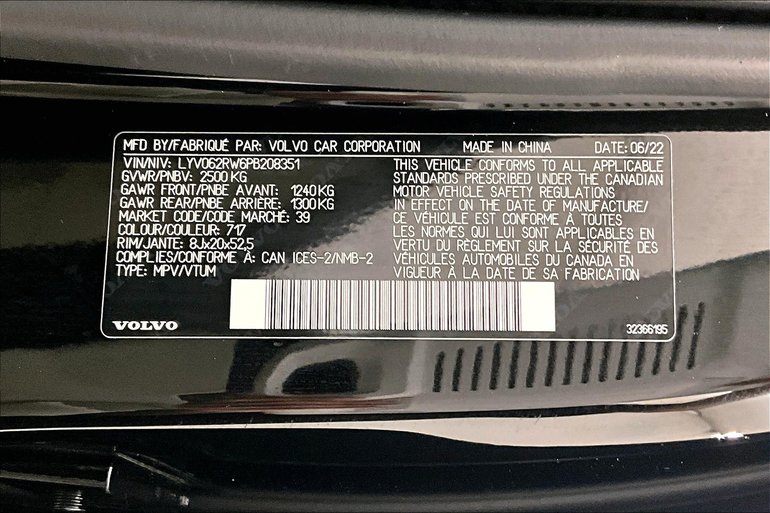 MFD BY/FABRIQUÉ PAR: VOLVO CAR CORPORATION MADE IN CHINA DATE: 06/22
VIN/NIV: LYV062RW6PB208351
GVWR/PNBV: 2500 KG
GAWR FRONT/PNBE AVANT: 1240 KG
GAWR REAR/PNBE ARRIÈRE: 1300 KG
MARKET CODE/CODE MARCHÉ: 39
COLOUR/COULEUR: 717
RIM/JANTE: 8Jx20x52,5
COMPLIES/CONFORME À: CAN ICES-2/NMB-2
TYPE: MPV/VTUM
THIS VEHICLE CONFORMS TO ALL APPLICABLE
STANDARDS PRESCRIBED UNDER THE CANADIAN
MOTOR VEHICLE SAFETY REGULATIONS
IN EFFECT ON THE DATE OF MANUFACTURE/
CE VÉHICULE EST CONFORME À TOUTES
LES NORMES QUI LUI SONT APPLICABLES EN
VERTU DU RÈGLEMENT SUR LA SÉCURITÉ DES
VÉHICULES AUTOMOBILES DU CANADA EN
VIGUEUR À LA DATE DE SA FABRICATION
VOLVO
32366195